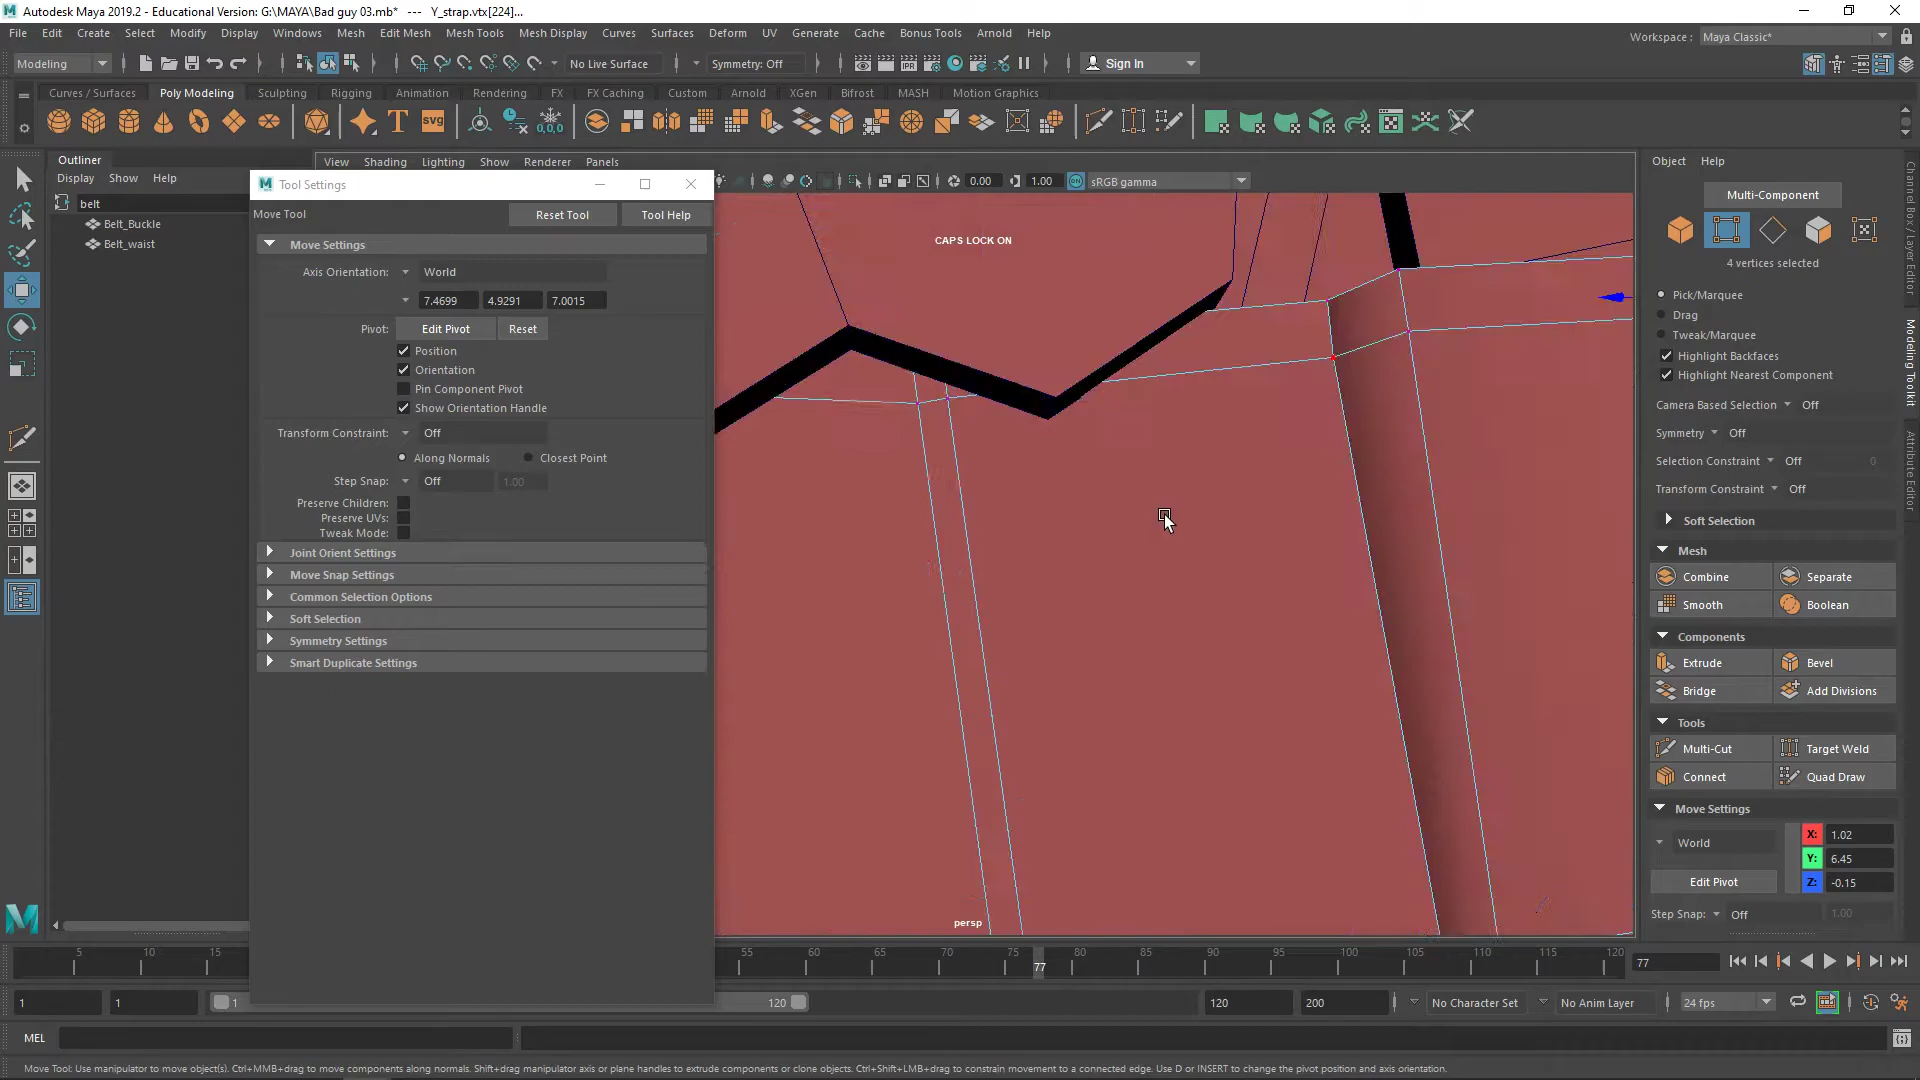 Autodesk Maya 2019.2 - Educational Version: G:\MAYA\Bad guy 03.mb*   ---   Y_strap.vtx[224]...
File Edit Create Select Modify Display Windows Mesh Edit Mesh Mesh Tools Mesh Display Curves Surfaces Deform UV Generate Cache Bonus Tools Arnold Help
Workspace : Maya Classic*
Modeling No Live Surface Symmetry: Off Sign In
Curves / Surfaces Poly Modeling Sculpting Rigging Animation Rendering FX FX Caching Custom Arnold XGen Bifrost MASH Motion Graphics
Outliner
Display Show Help
belt
Belt_Buckle
Belt_waist
View Shading Lighting Show Renderer Panels
0.00 1.00 sRGB gamma
CAPS LOCK ON
persp
Tool Settings
Move Tool Reset Tool Tool Help
Move Settings
Axis Orientation: World
7.4699 4.9291 7.0015
Pivot: Edit Pivot Reset
Position
Orientation
Pin Component Pivot
Show Orientation Handle
Transform Constraint: Off
Along Normals Closest Point
Step Snap: Off 1.00
Preserve Children:
Preserve UVs:
Tweak Mode:
Joint Orient Settings
Move Snap Settings
Common Selection Options
Soft Selection
Symmetry Settings
Smart Duplicate Settings
Object Help
Multi-Component
4 vertices selected
Pick/Marquee
Drag
Tweak/Marquee
Highlight Backfaces
Highlight Nearest Component
Camera Based Selection Off
Symmetry Off
Selection Constraint Off 0
Transform Constraint Off
Soft Selection
Mesh
Combine Separate
Smooth Boolean
Components
Extrude Bevel
Bridge Add Divisions
Tools
Multi-Cut Target Weld
Connect Quad Draw
Move Settings
World
X: 1.02
Y: 6.45
Z: -0.15
Edit Pivot
Step Snap: Off 1.00
Channel Box / Layer Editor
Modeling Toolkit
Attribute Editor
5 10 15 55 60 65 70 75 80 85 90 95 100 105 110 115 120
77
77
1 1 1 120 120 200 No Character Set No Anim Layer 24 fps
MEL
Move Tool: Use manipulator to move object(s). Ctrl+MMB+drag to move components along normals. Shift+drag manipulator axis or plane handles to extrude components or clone objects. Ctrl+Shift+LMB+drag to constrain movement to a connected edge. Use D or INSERT to change the pivot position and axis orientation.